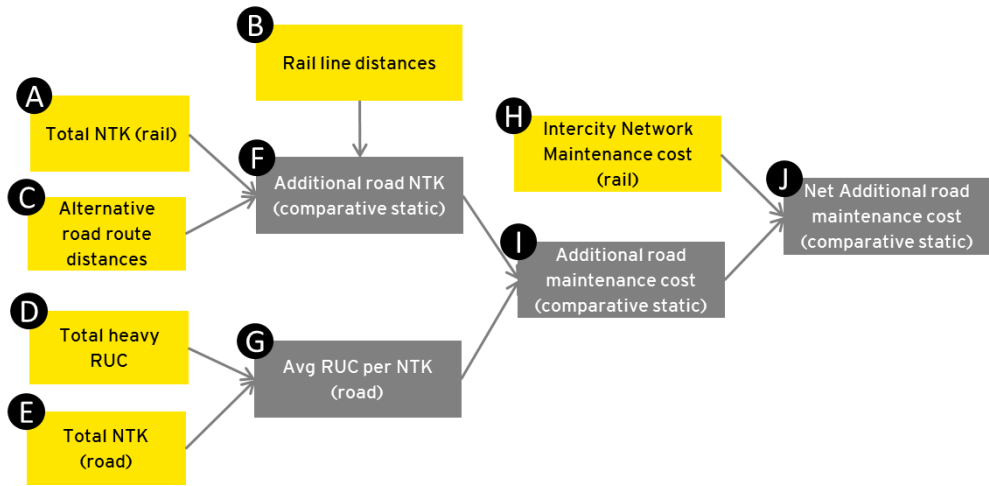 A
Total NTK (rail)
B
Rail line distances
C
Alternative
road route
distances
D
Total heavy
RUC
E
Total NTK
(road)
F
Additional road NTK
(comparative static)
G
Avg RUC per NTK
(road)
H
Intercity Network
Maintenance cost
(rail)
I
Additional road
maintenance cost
(comparative static)
J
Net Additional road
maintenance cost
(comparative static)